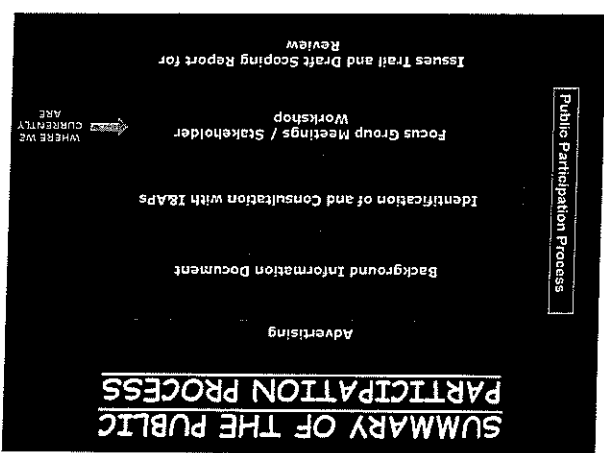 SUMMARY OF THE PUBLIC
PARTICIPATION PROCESS
Advertising
Background Information Document
Identification of and Consultation with I&APs
Focus Group Meetings / Stakeholder
Workshop
WHERE WE
CURRENTLY
ARE
Issues Trail and Draft Scoping Report for
Review
Public Participation Process